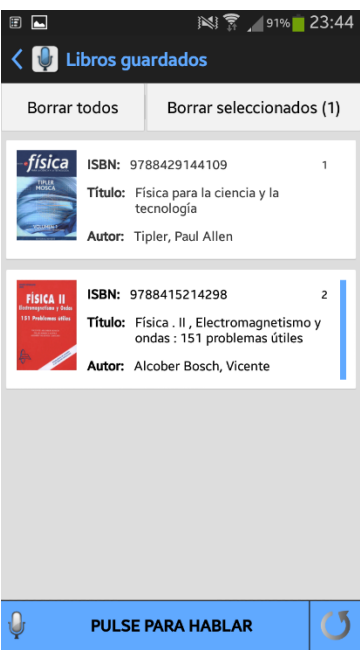 91% 23:44
Libros guardados
Borrar todos Borrar seleccionados (1)
física
TIPLER
MOSCA
ISBN: 9788429144109 1
Título: Física para la ciencia y la
tecnología
Autor: Tipler, Paul Allen
FÍSICA II
Electromagnetismo y Ondas
151 Problemas útiles
ISBN: 9788415214298 2
Título: Física . II , Electromagnetismo y
ondas : 151 problemas útiles
Autor: Alcober Bosch, Vicente
PULSE PARA HABLAR